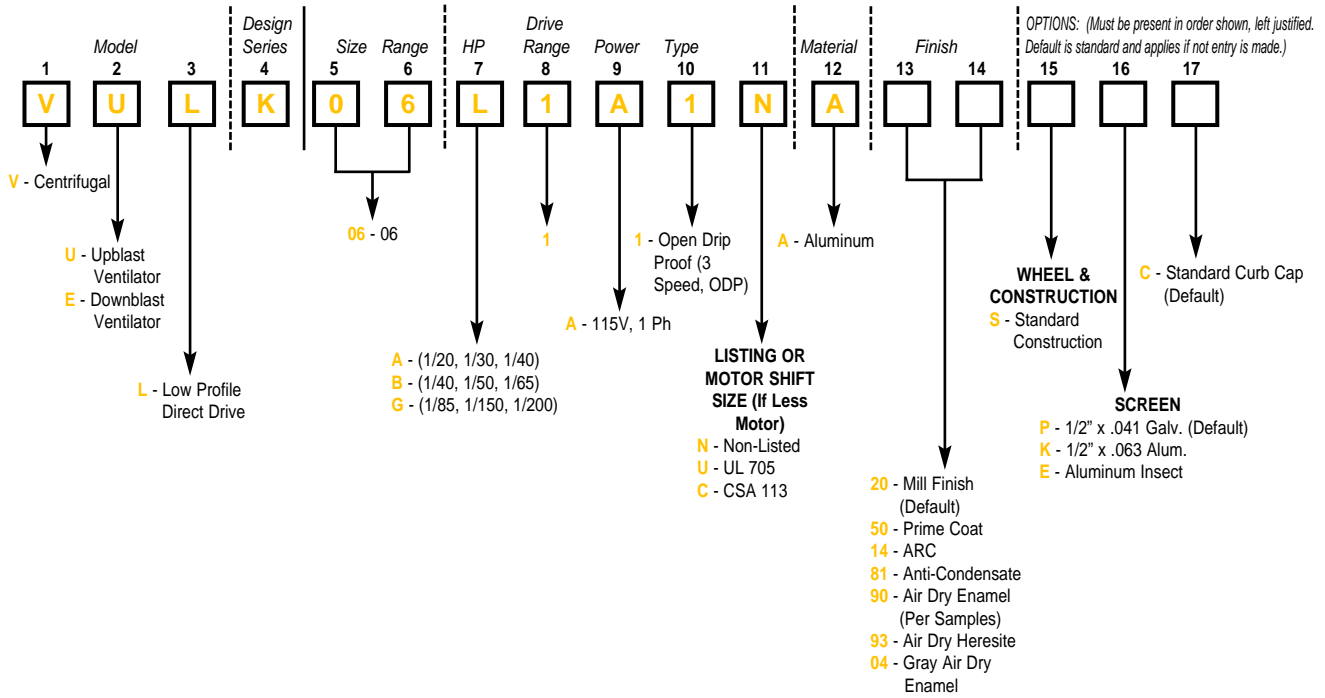 OPTIONS: (Must be present in order shown, left justified.
Default is standard and applies if not entry is made.)
Model
Design
Series
Size
Range
HP
Drive
Range
Power
Type
Material
Finish
1 2 3 4 5 6 7 8 9 10 11 12 13 14 15 16 17
V U L K 0 6 L 1 A 1 N A
V - Centrifugal
U - Upblast
Ventilator
E - Downblast
Ventilator
L - Low Profile
Direct Drive
06 - 06
A - (1/20, 1/30, 1/40)
B - (1/40, 1/50, 1/65)
G - (1/85, 1/150, 1/200)
1
A - 115V, 1 Ph
1 - Open Drip
Proof (3
Speed, ODP)
LISTING OR
MOTOR SHIFT
SIZE (If Less
Motor)
N - Non-Listed
U - UL 705
C - CSA 113
A - Aluminum
20 - Mill Finish
(Default)
50 - Prime Coat
14 - ARC
81 - Anti-Condensate
90 - Air Dry Enamel
(Per Samples)
93 - Air Dry Heresite
04 - Gray Air Dry
Enamel
WHEEL &
CONSTRUCTION
S - Standard
Construction
SCREEN
P - 1/2” x .041 Galv. (Default)
K - 1/2” x .063 Alum.
E - Aluminum Insect
C - Standard Curb Cap
(Default)